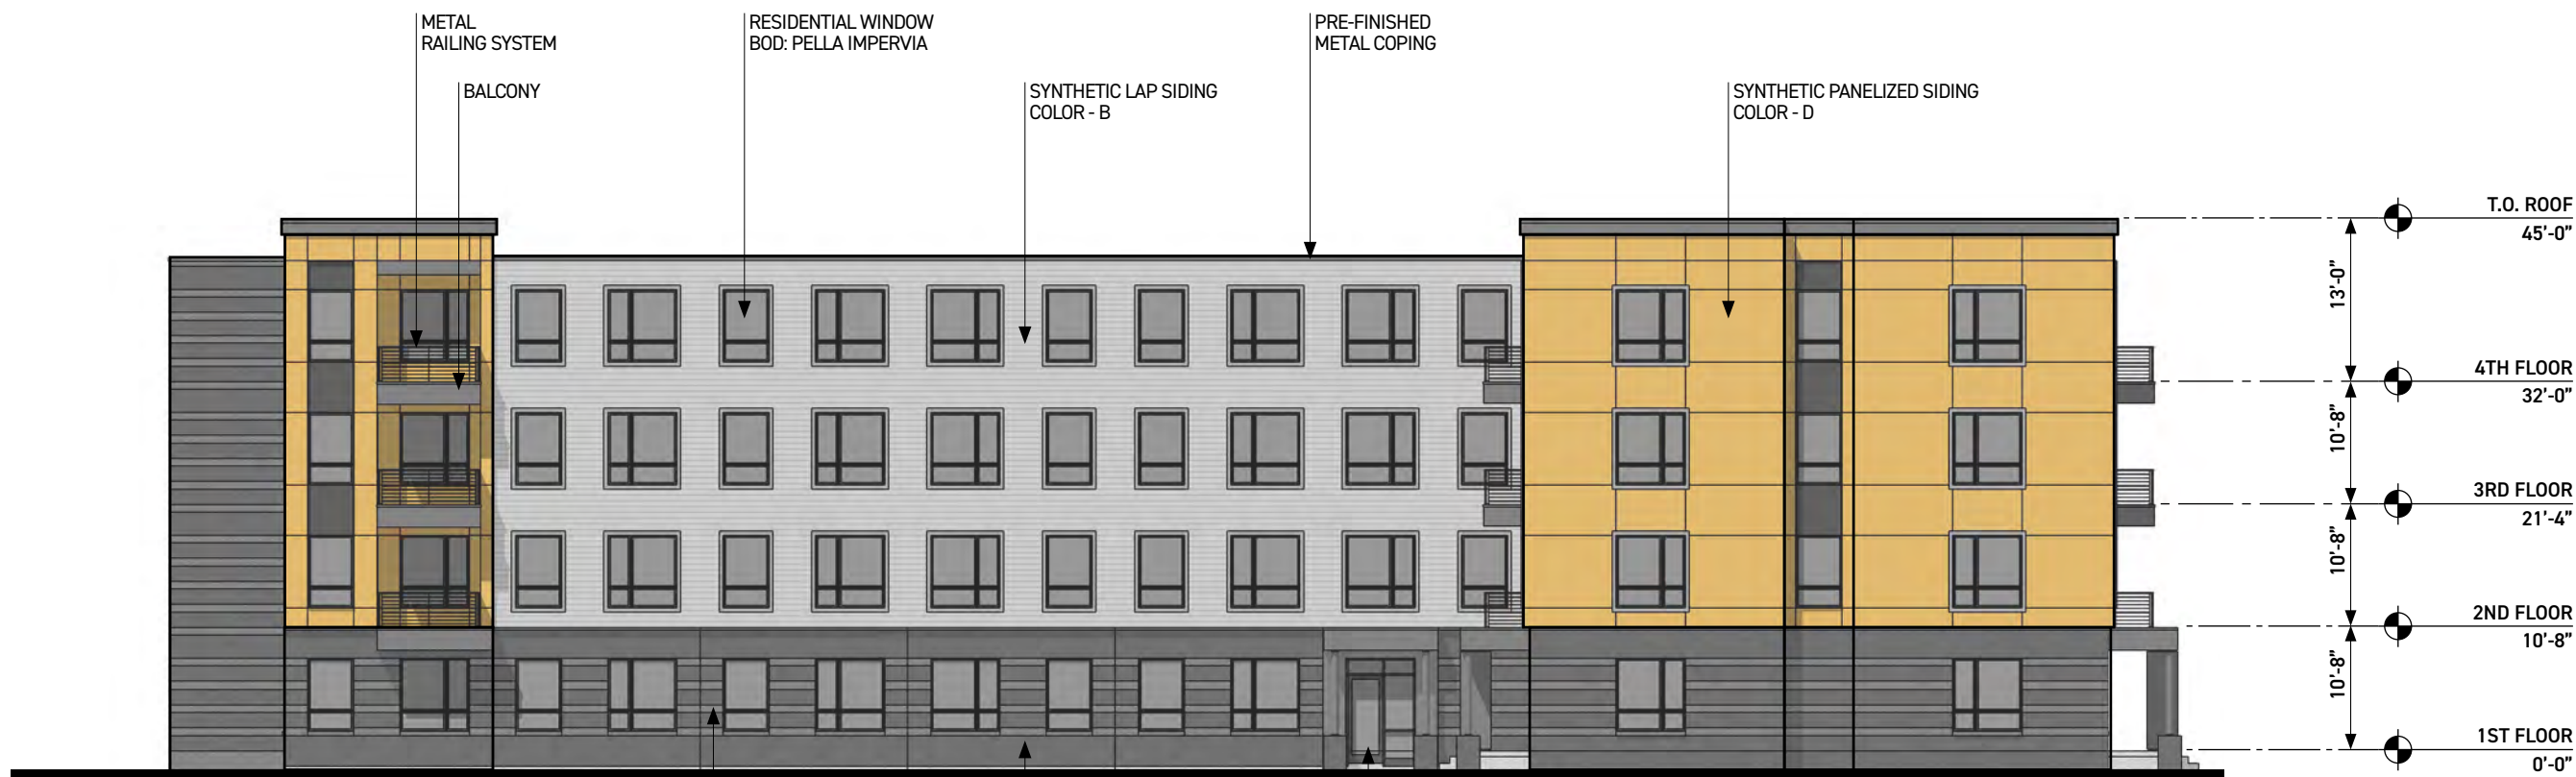 METAL
RAILING SYSTEM
RESIDENTIAL WINDOW
BOD: PELLA IMPERVIA
PRE-FINISHED
METAL COPING
BALCONY
SYNTHETIC LAP SIDING
COLOR - B
SYNTHETIC PANELIZED SIDING
COLOR - D
T.O. ROOF
45'-0"
13'-0"
4TH FLOOR
32'-0"
10'-8"
3RD FLOOR
21'-4"
10'-8"
2ND FLOOR
10'-8"
10'-8"
1ST FLOOR
0'-0"